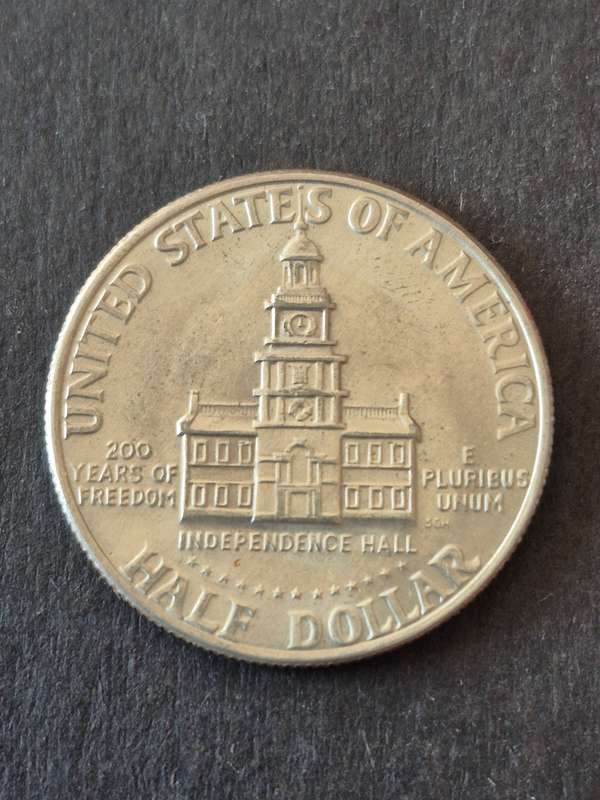 UNITED STATES OF AMERICA
200
YEARS OF
FREEDOM
E
PLURIBUS
UNUM
SGH
INDEPENDENCE HALL
HALF DOLLAR